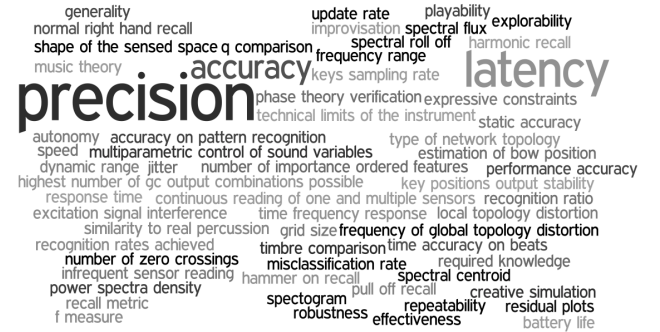 generality update rate playability
normal right hand recall improvisation spectral flux explorability
shape of the sensed space q comparison spectral roll off harmonic recall
music theory accuracy frequency range latency
keys sampling rate
precision phase theory verification expressive constraints
technical limits of the instrument static accuracy
autonomy accuracy on pattern recognition type of network topology
speed multiparametric control of sound variables estimation of bow position
dynamic range jitter number of importance ordered features performance accuracy
highest number of gc output combinations possible key positions output stability
response time continuous reading of one and multiple sensors recognition ratio
excitation signal interference time frequency response local topology distortion
similarity to real percussion grid size frequency of global topology distortion
recognition rates achieved timbre comparison time accuracy on beats
number of zero crossings misclassification rate required knowledge
infrequent sensor reading hammer on recall spectral centroid
power spectra density pull off recall creative simulation
recall metric spectogram repeatability residual plots
f measure robustness effectiveness battery life